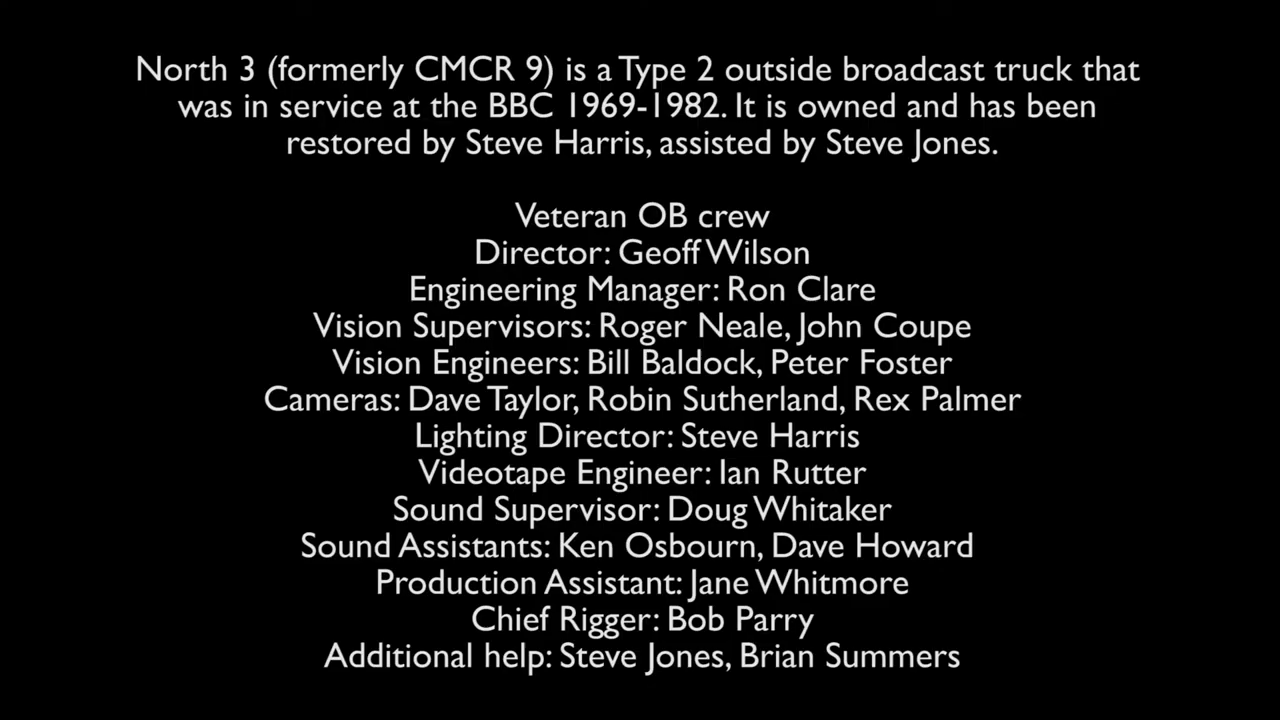 North 3 (formerly CMCR 9) is a Type 2 outside broadcast truck that
was in service at the BBC 1969-1982. It is owned and has been
restored by Steve Harris, assisted by Steve Jones.
Veteran OB crew
Director: Geoff Wilson
Engineering Manager: Ron Clare
Vision Supervisors: Roger Neale, John Coupe
Vision Engineers: Bill Baldock, Peter Foster
Cameras: Dave Taylor, Robin Sutherland, Rex Palmer
Lighting Director: Steve Harris
Videotape Engineer: Ian Rutter
Sound Supervisor: Doug Whitaker
Sound Assistants: Ken Osbourn, Dave Howard
Production Assistant: Jane Whitmore
Chief Rigger: Bob Parry
Additional help: Steve Jones, Brian Summers